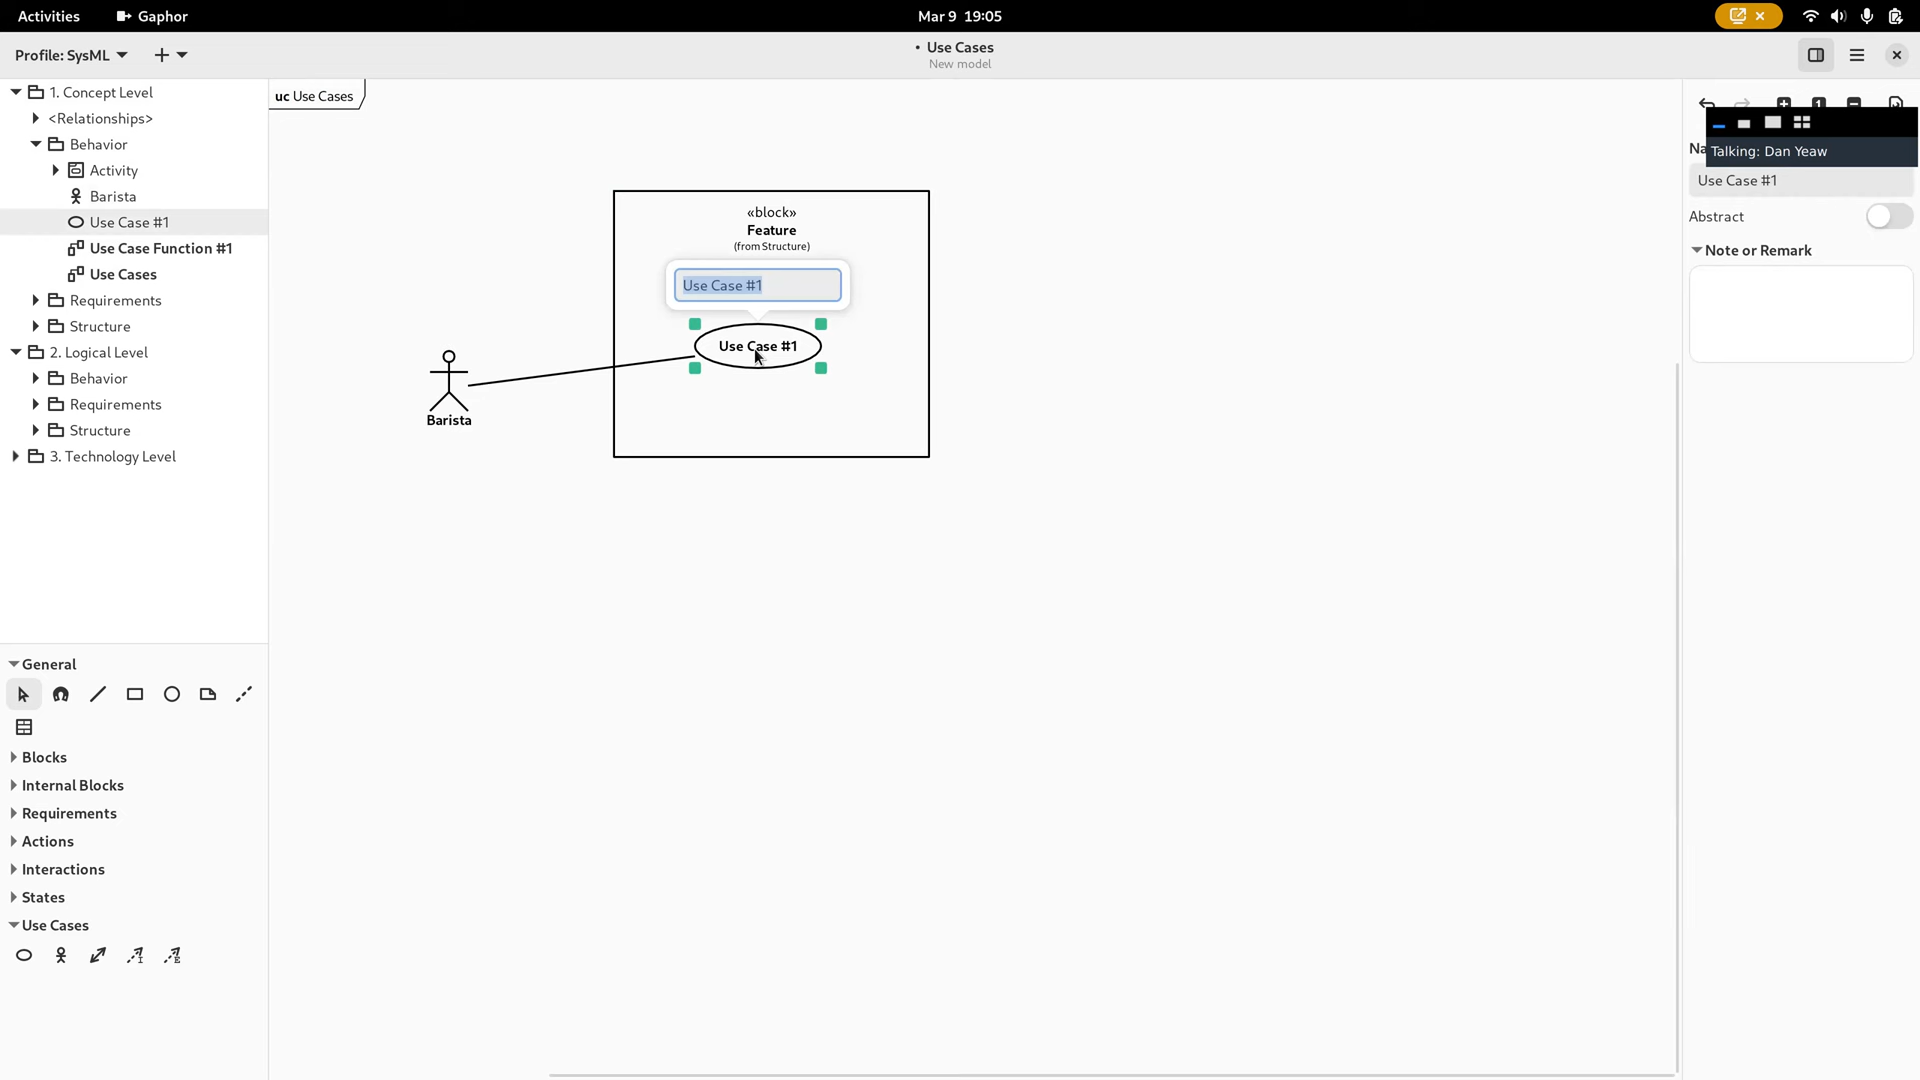 Activities
Gaphor
Mar 9 19:05
Profile: SysML
• Use Cases
New model
1. Concept Level
<Relationships>
Behavior
Activity
Barista
Use Case #1
Use Case Function #1
Use Cases
Requirements
Structure
2. Logical Level
Behavior
Requirements
Structure
3. Technology Level
General
Blocks
Internal Blocks
Requirements
Actions
Interactions
States
Use Cases
uc Use Cases
«block»
Feature
(from Structure)
Use Case #1
Use Case #1
Barista
Talking: Dan Yeaw
Use Case #1
Abstract
Note or Remark